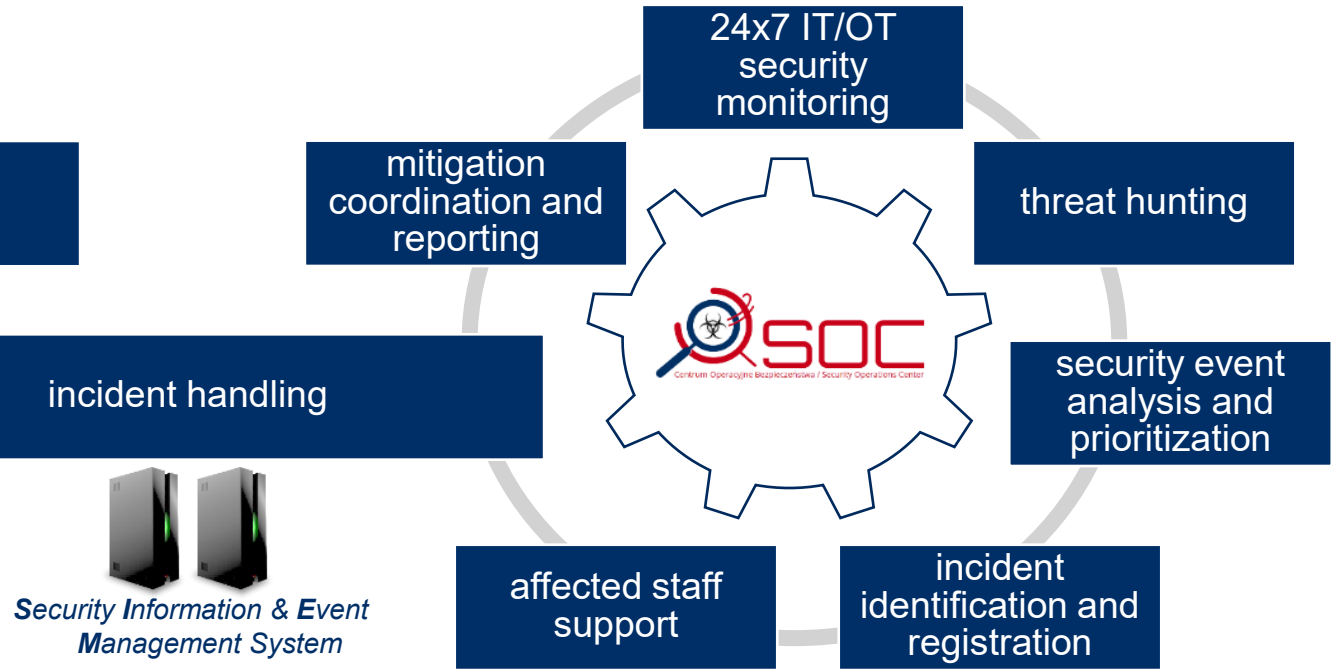 24x7 IT/OT
security
monitoring
mitigation
coordination and
reporting
threat hunting
SOC
Centrum Operacyjne Bezpieczeństwa / Security Operations Center
security event
analysis and
prioritization
incident handling
affected staff
support
incident
identification and
registration
Security Information & Event
Management System